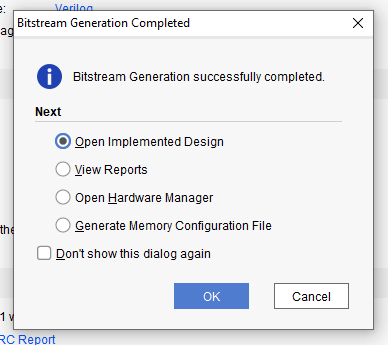 e:
Verilog
ag
Bitstream Generation Completed
Bitstream Generation successfully completed.
Next
Open Implemented Design
View Reports
Open Hardware Manager
Generate Memory Configuration File
the
Don't show this dialog again
OK
Cancel
1 w
RC Report